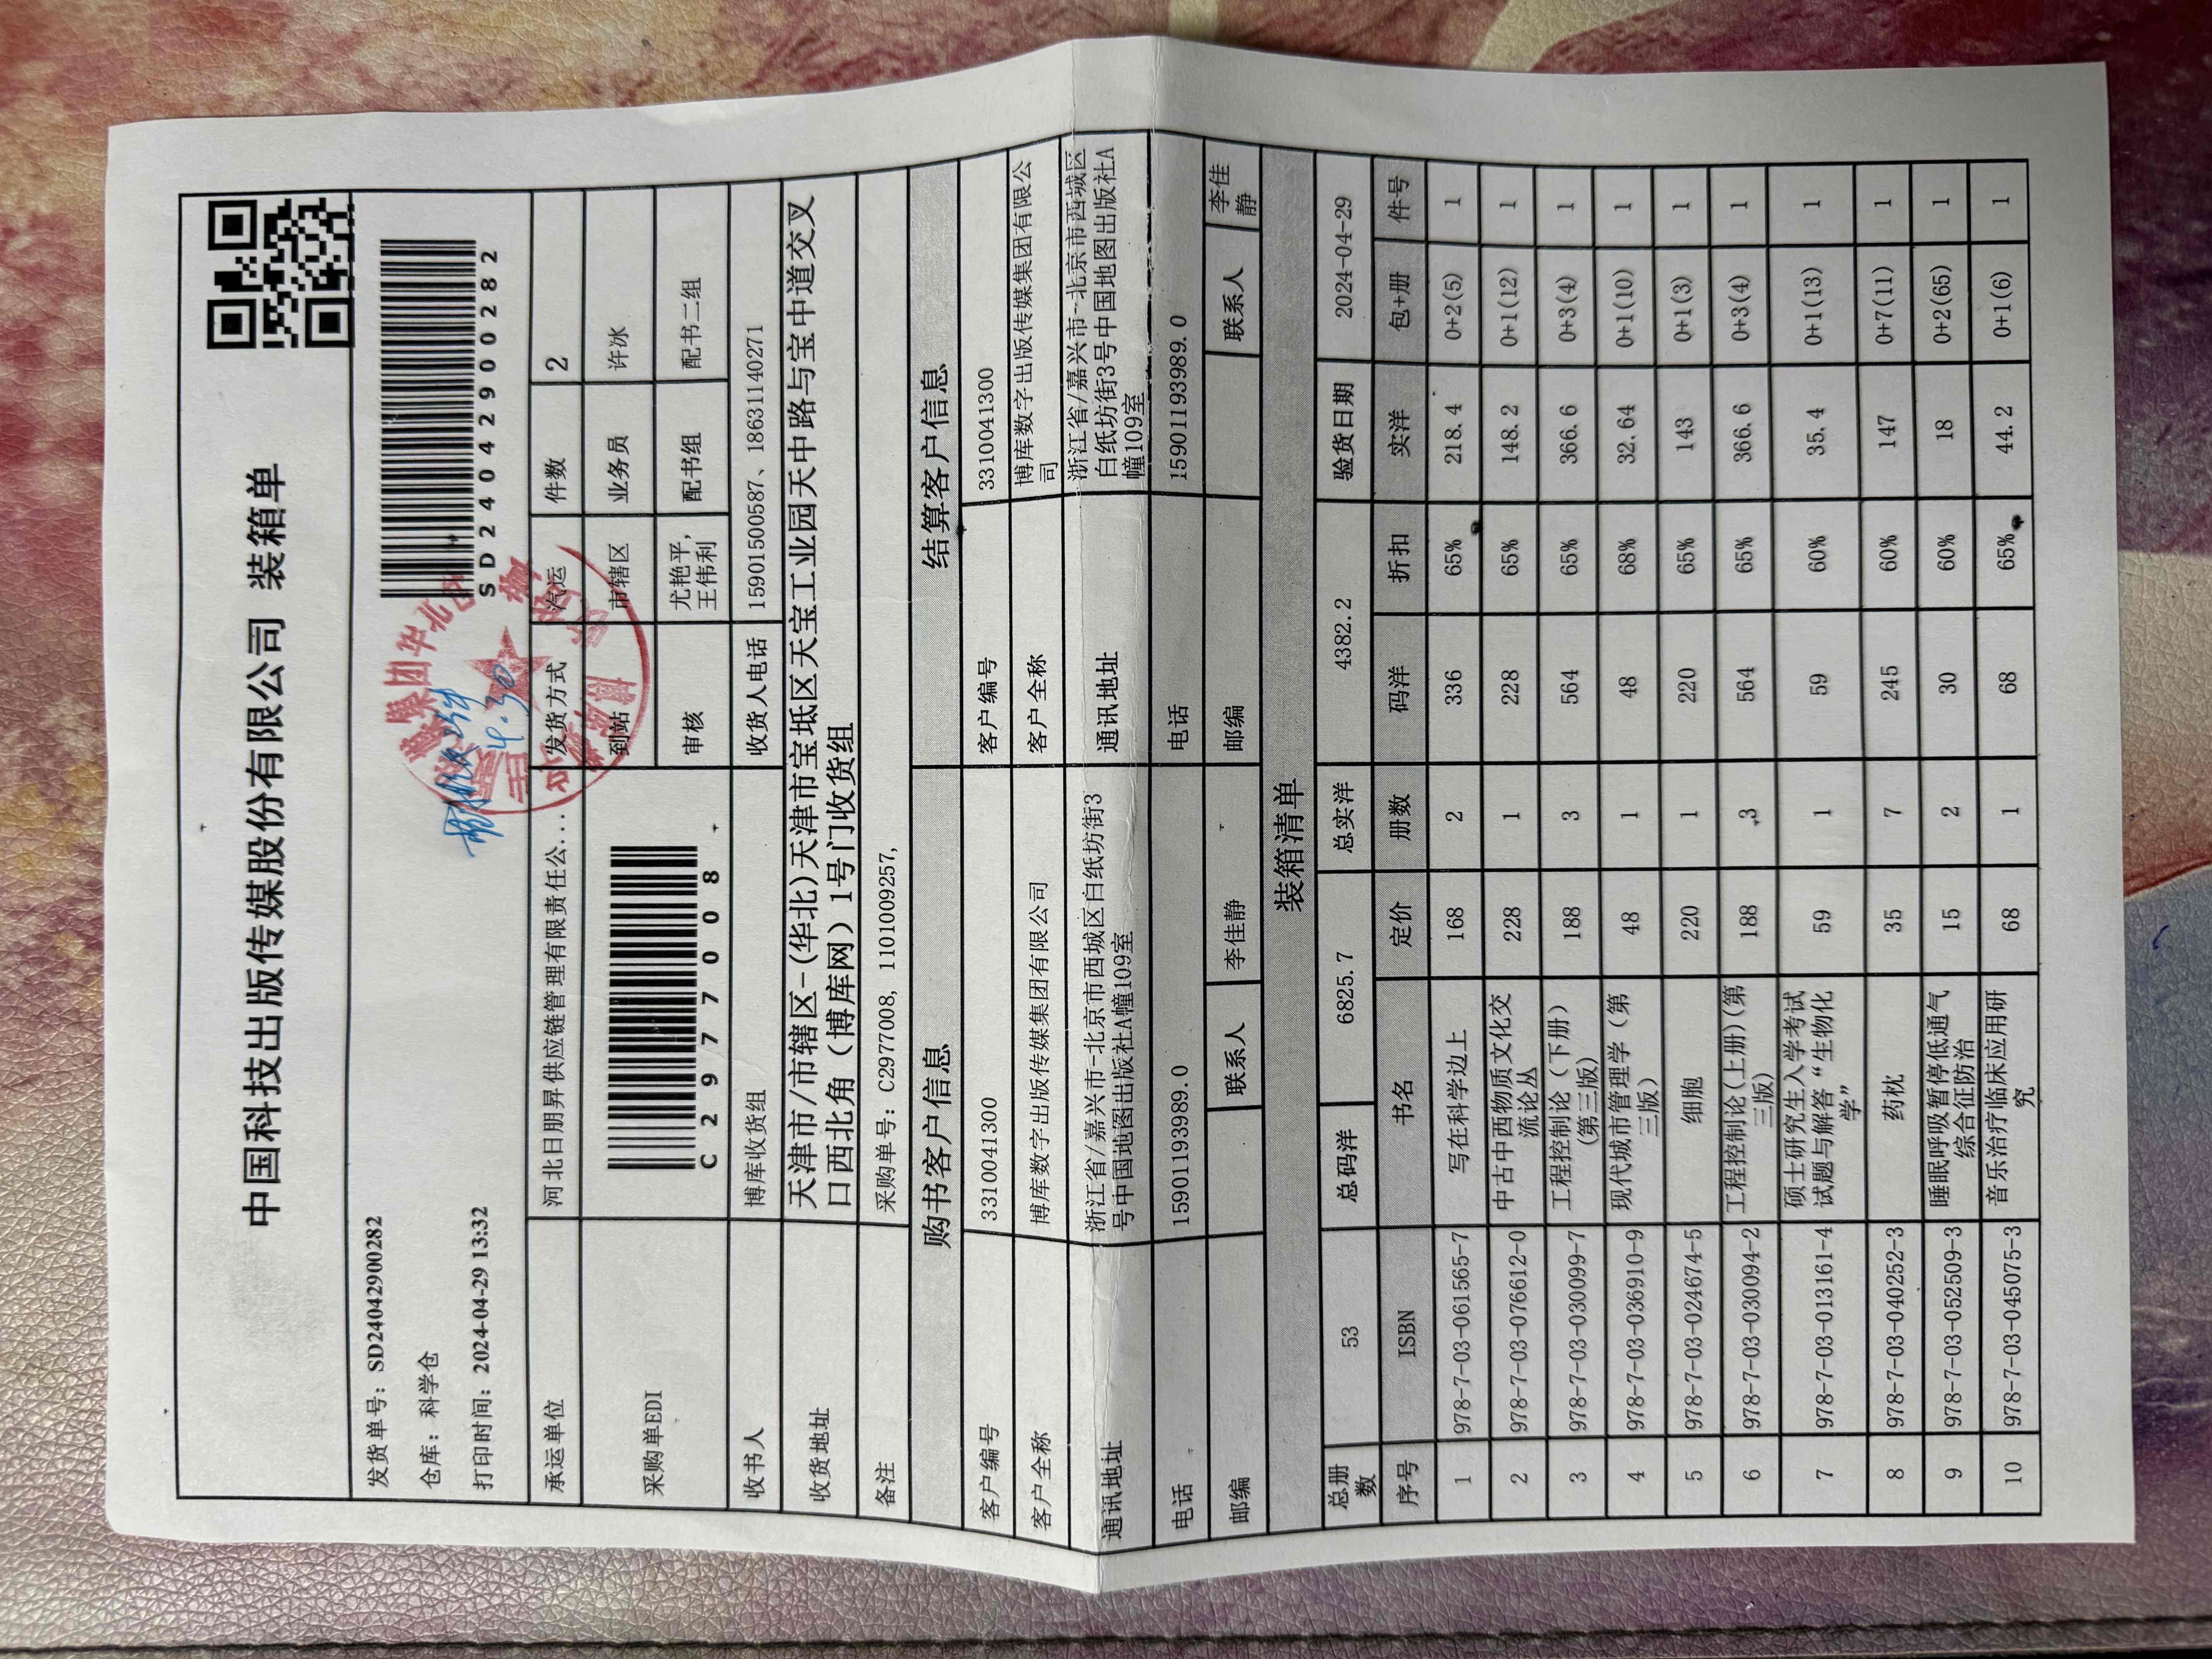 中国科技出版传媒股份有限公司 装箱单
发货单号：SD2404290028​2
仓库：科学仓
打印时间：2024-04-29 13:32
SD24042900282
承运单位 河北日朋昇供应链管理有限责任公... 发货方式 汽运 件数 2
采购单EDI C2977008 到站 市辖区 业务员 许冰
审核 尤艳平, 配书组 配书二组
王伟利
收书人 博库收货组 收货人电话 15901500587、18631140271
收货地址 天津市/市辖区-(华北)天津市宝坻区天宝工业园天中路与宝中道交叉
口西北角（博库网）1号门收货组
备注 采购单号：C2977008, 1101009257,
购书客户信息 结算客户信息
客户编号 3310041300 客户编号 3310041300
客户全称 博库数字出版传媒集团有限公司 客户全称 博库数字出版传媒集团有限公
司
通讯地址 浙江省/嘉兴市-北京市西城区白纸坊街3 通讯地址 浙江省/嘉兴市-北京市西城区
号中国地图出版社A幢109室 白纸坊街3号中国地图出版社A
幢109室
电话 15901193989.0 电话 15901193989.0
邮编 联系人 李佳静 邮编 联系人 李佳
静
装箱清单
总册
数 53 总码洋 6825.7 总实洋 4382.2 验货日期 2024-04-29
序号 ISBN 书名 定价 册数 码洋 折扣 实洋 包+册 件号
1 978-7-03-061565-7 写在科学边上 168 2 336 65% 218.4 0+2(5) 1
2 978-7-03-076612-0 中古中西物质文化交 228 1 228 65% 148.2 0+1(12) 1
流论丛
3 978-7-03-030099-7 工程控制论（下册） 188 3 564 65% 366.6 0+3(4) 1
(第三版)
4 978-7-03-036910-9 现代城市管理学（第 48 1 48 68% 32.64 0+1(10) 1
三版）
5 978-7-03-024674-5 细胞 220 1 220 65% 143 0+1(3) 1
6 978-7-03-030094-2 工程控制论(上册)(第 188 3 564 65% 366.6 0+3(4) 1
三版)
7 978-7-03-013161-4 硕士研究生入学考试 59 1 59 60% 35.4 0+1(13) 1
试题与解答“生物化
学”
8 978-7-03-040252-3 药枕 35 7 245 60% 147 0+7(11) 1
9 978-7-03-052509-3 睡眠呼吸暂停低通气 15 2 30 60% 18 0+2(65) 1
综合征防治
10 978-7-03-045075-3 音乐治疗临床应用研 68 1 68 65% 44.2 0+1(6) 1
究
4.30